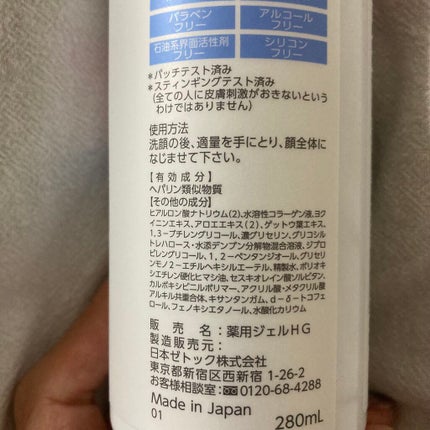 パラベン
フリー
アルコール
フリー
石油系界面活性剤
フリー
シリコン
フリー
*パッチテスト済み
*スティンギングテスト済み
(全ての人に皮膚刺激がおきないという
わけではありません)
使用方法
洗顔の後、適量を手にとり、顔全体に
なじませて下さい。
【有効成分】
ヘパリン類似物質
【その他の成分】
ヒアルロン酸ナトリウム(2)、水溶性コラーゲン液、ヨク
イニンエキス、アロエエキス(2)、ゲットウ葉エキス、
1,3-ブチレングリコール、濃グリセリン、グリコシル
トレハロース・水添デンプン分解物混合溶液、ジプロ
ピレングリコール、1,2-ペンタンジオール、グリセリ
ンモノ2-エチルヘキシルエーテル、精製水、ポリオキ
シエチレン硬化ヒマシ油、セスキオレイン酸ソルビタン、
カルボキシビニルポリマー、アクリル酸・メタクリル酸
アルキル共重合体、キサンタンガム、d-δ-トコフェ
ロール、フェノキシエタノール、水酸化カリウム
販売名:薬用ジェルHG
製造販売元:
日本ゼトック株式会社
東京都新宿区西新宿1-26-2
お客様相談室:0120-68-4288
Made in Japan
01
280mL